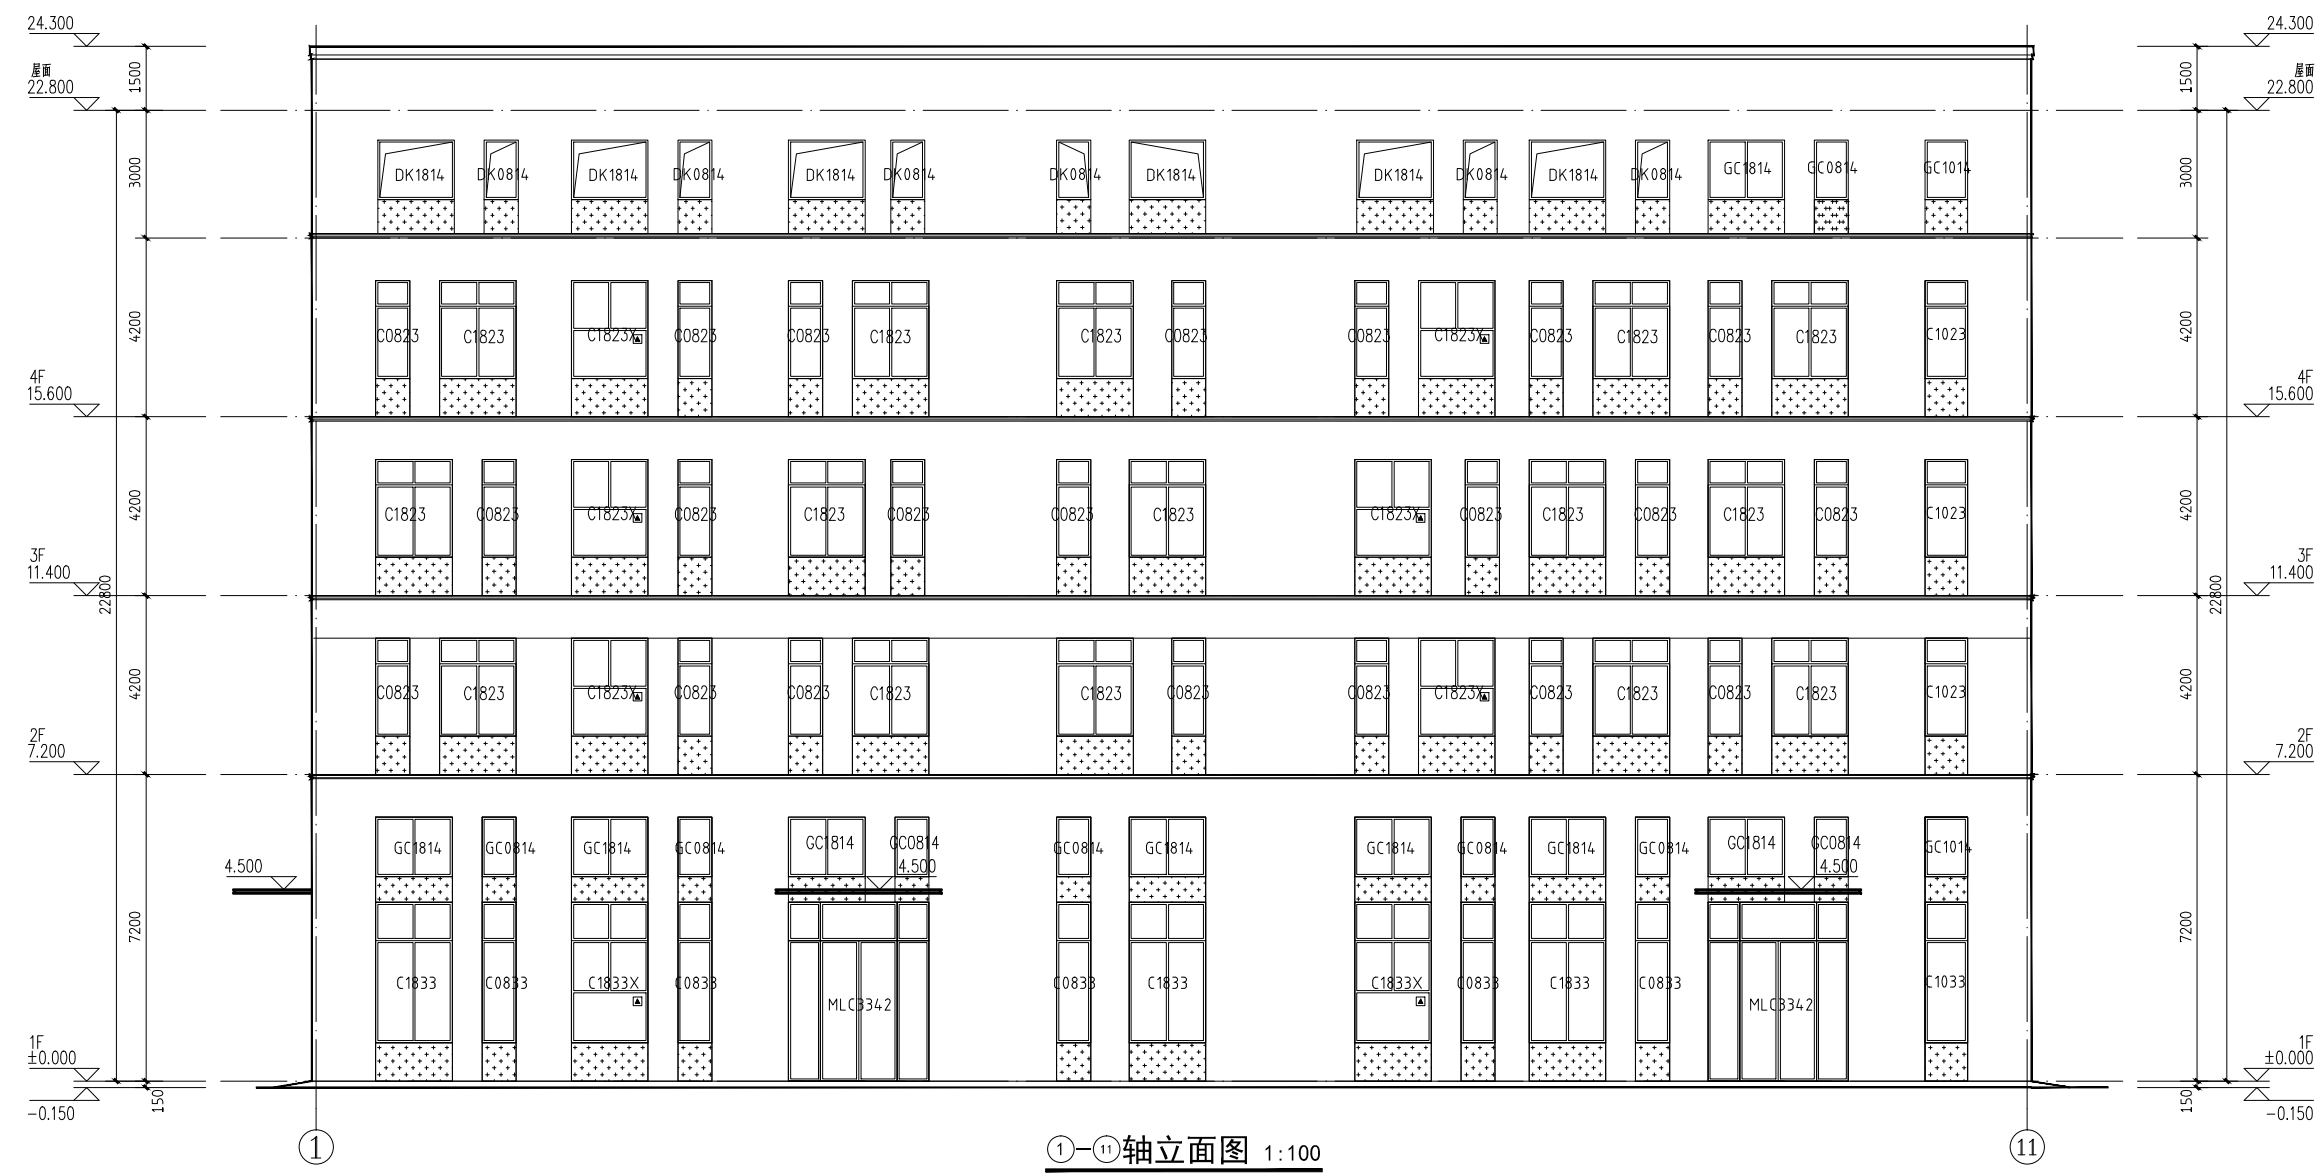 24.300 24.300
屋面 屋面
22.800 22.800
1500 1500
DK1814 DK0814 DK1814 DK0814 DK1814 DK0814 DK0814 DK1814 DK1814 DK0814 DK1814 DK0814 GC1814 GC0814 GC1014
3000 3000
C0823 C1823 C1823X C0823 C0823 C1823 C1823 C0823 C0823 C1823X C0823 C1823 C0823 C1823 C1023
4200 4200
4F 4F
15.600 15.600
C1823 C0823 C1823X C0823 C1823 C0823 C0823 C1823 C1823X C0823 C1823 C0823 C1823 C0823 C1023
4200 4200
3F 3F
11.400 11.400
22800 22800
C0823 C1823 C1823X C0823 C0823 C1823 C1823 C0823 C0823 C1823X C0823 C1823 C0823 C1823 C1023
4200 4200
2F 2F
7.200 7.200
GC1814 GC0814 GC1814 GC0814 GC1814 GC0814 GC0814 GC1814 GC1814 GC0814 GC1814 GC0814 GC1814 GC0814 GC1014
4.500 4.500 4.500
7200 7200
C1833 C0833 C1833X C0833 MLC3342 C0833 C1833 C1833X C0833 C1833 C0833 MLC3342 C1033
1F 1F
±0.000 ±0.000
150 150
-0.150 -0.150
1 11
①-⑪轴立面图 1:100